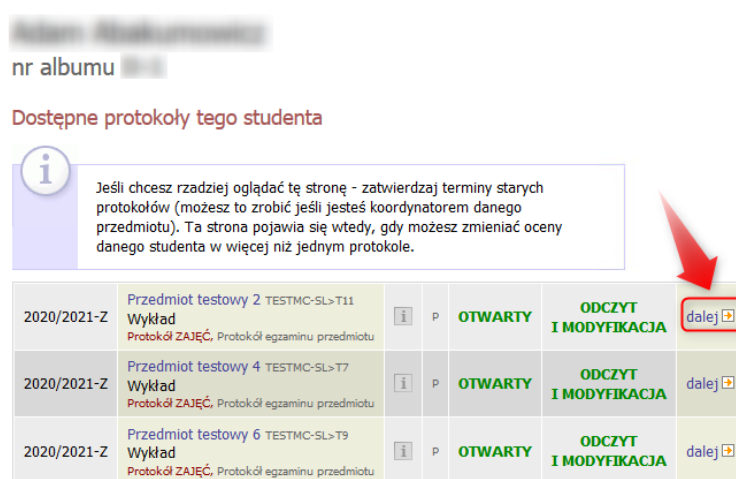 nr albumu
Dostępne protokoły tego studenta
i
Jeśli chcesz rzadziej oglądać tę stronę - zatwierdzaj terminy starych
protokołów (możesz to zrobić jeśli jesteś koordynatorem danego
przedmiotu). Ta strona pojawia się wtedy, gdy możesz zmieniać oceny
danego studenta w więcej niż jednym protokole.
2020/2021-Z
Przedmiot testowy 2 TESTMC-SL>T11
Wykład
Protokół ZAJĘĆ, Protokół egzaminu przedmiotu
i
P
OTWARTY
ODCZYT
I MODYFIKACJA
dalej
2020/2021-Z
Przedmiot testowy 4 TESTMC-SL>T7
Wykład
Protokół ZAJĘĆ, Protokół egzaminu przedmiotu
i
P
OTWARTY
ODCZYT
I MODYFIKACJA
dalej
2020/2021-Z
Przedmiot testowy 6 TESTMC-SL>T9
Wykład
Protokół ZAJĘĆ, Protokół egzaminu przedmiotu
i
P
OTWARTY
ODCZYT
I MODYFIKACJA
dalej